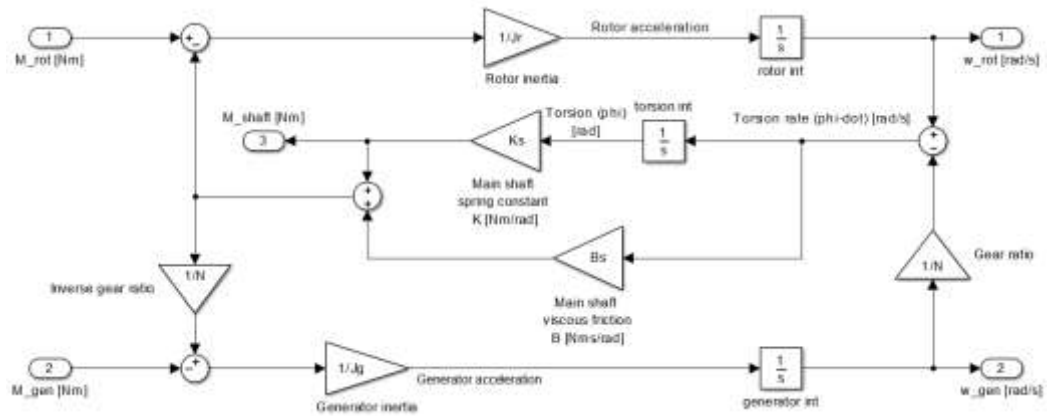 1
M_rot [Nm]
1/Jr
Rotor inertia
Rotor acceleration
1
s
rotor int
1
w_rot [rad/s]
M_shaft [Nm]
3
Ks
Main shaft
spring constant
K [Nm/rad]
Torsion (phi)
[rad]
torsion int
1
s
Torsion rate (phi-dot) [rad/s]
Bs
Main shaft
viscous friction
B [Nms/rad]
1/N
Inverse gear ratio
1/N
Gear ratio
2
M_gen [Nm]
1/Jg
Generator inertia
Generator acceleration
1
s
generator int
2
w_gen [rad/s]